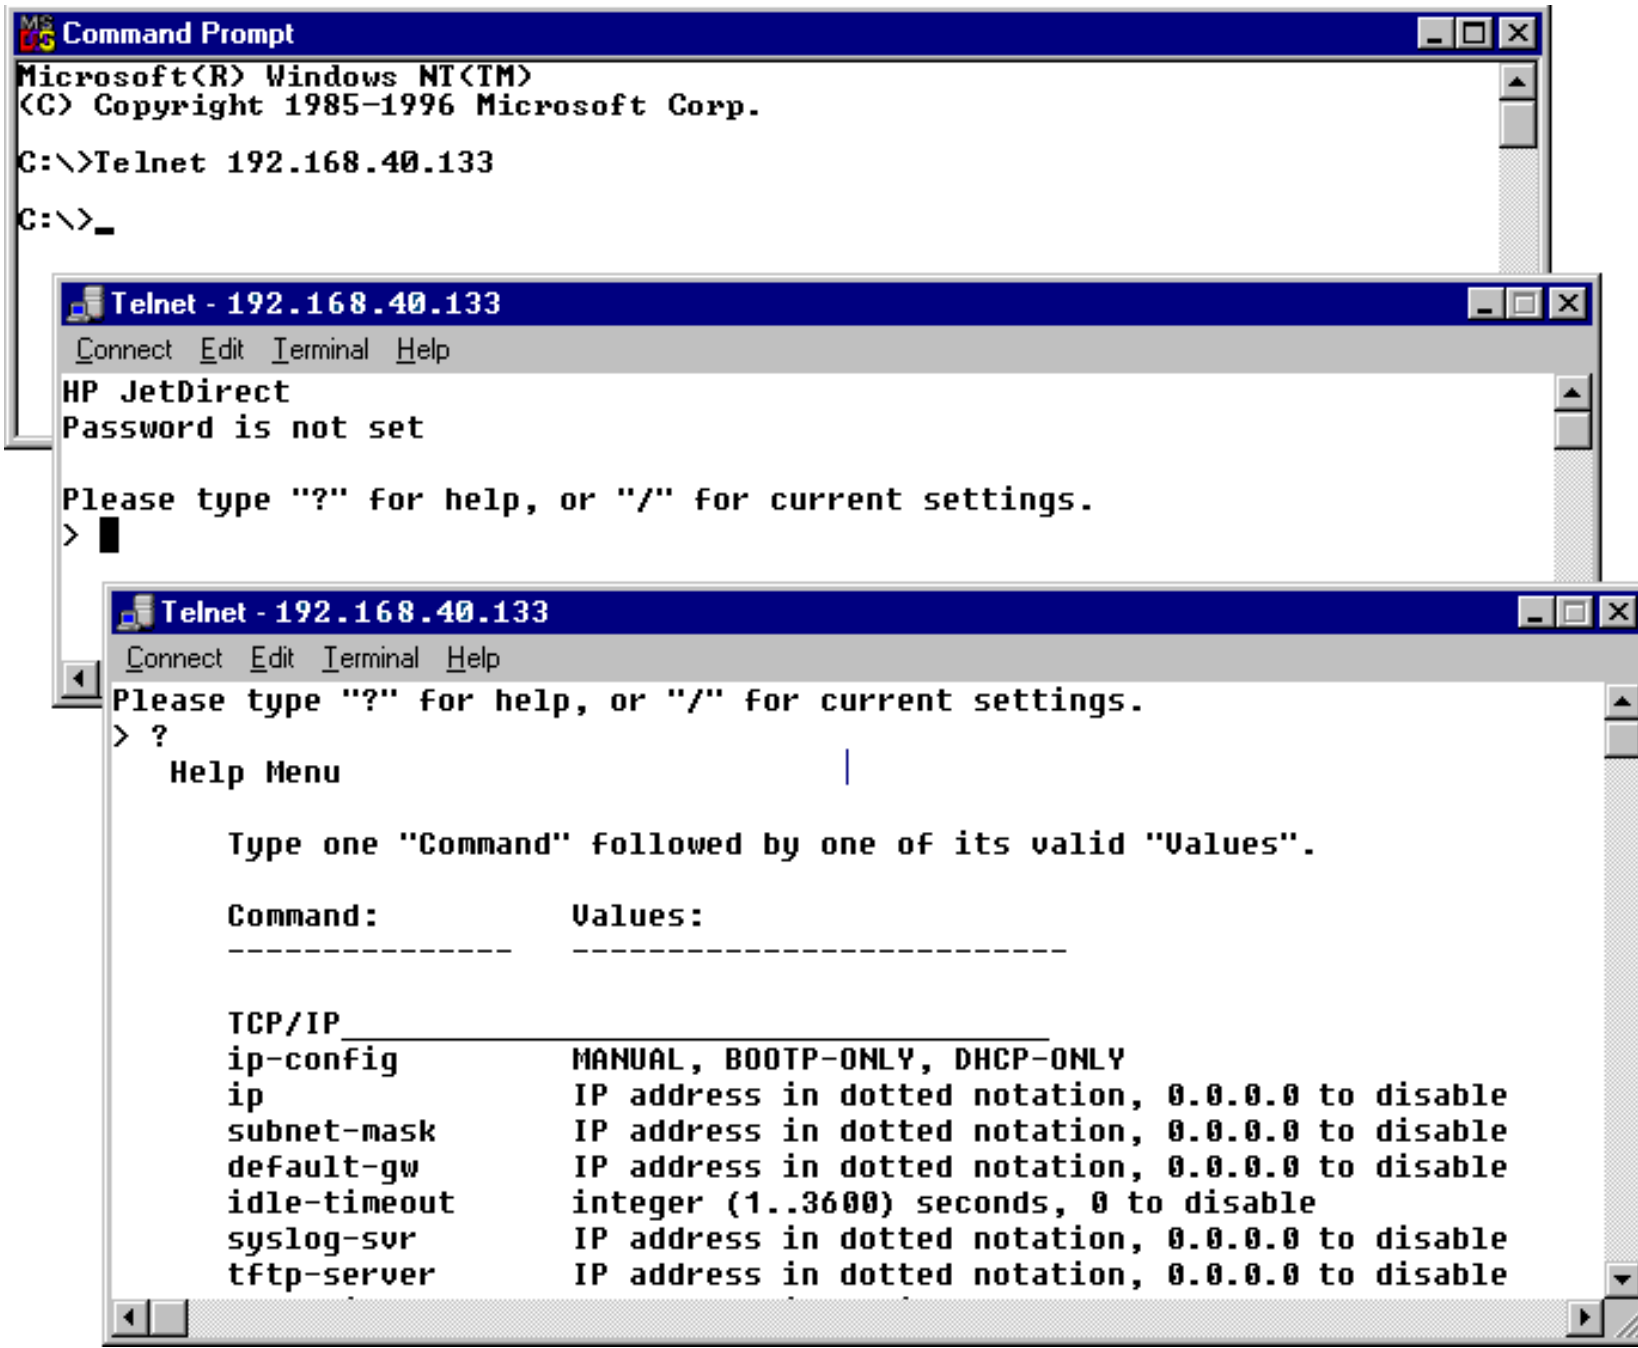 Command Prompt
Microsoft(R) Windows NT(TM)
(C) Copyright 1985-1996 Microsoft Corp.
C:\>Telnet 192.168.40.133
C:\>_
Telnet - 192.168.40.133
Connect Edit Terminal Help
HP JetDirect
Password is not set
Please type "?" for help, or "/" for current settings.
>
Telnet - 192.168.40.133
Connect Edit Terminal Help
Please type "?" for help, or "/" for current settings.
> ?
Help Menu
Type one "Command" followed by one of its valid "Values".
Command: Values:
--------------- --------------------------
TCP/IP_____________________________________
ip-config MANUAL, BOOTP-ONLY, DHCP-ONLY
ip IP address in dotted notation, 0.0.0.0 to disable
subnet-mask IP address in dotted notation, 0.0.0.0 to disable
default-gw IP address in dotted notation, 0.0.0.0 to disable
idle-timeout integer (1..3600) seconds, 0 to disable
syslog-svr IP address in dotted notation, 0.0.0.0 to disable
tftp-server IP address in dotted notation, 0.0.0.0 to disable